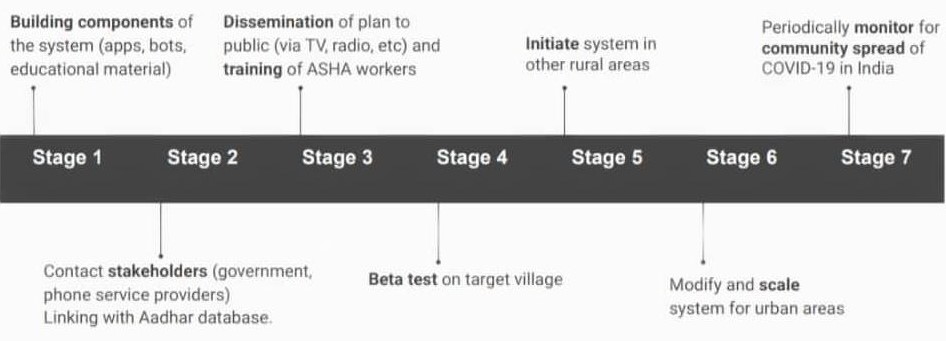 Building components of
the system (apps, bots,
educational material)
Dissemination of plan to
public (via TV, radio, etc) and
training of ASHA workers
Initiate system in
other rural areas
Periodically monitor for
community spread of
COVID-19 in India
Stage 1
Stage 2
Stage 3
Stage 4
Stage 5
Stage 6
Stage 7
Contact stakeholders (government,
phone service providers)
Linking with Aadhar database.
Beta test on target village
Modify and scale
system for urban areas